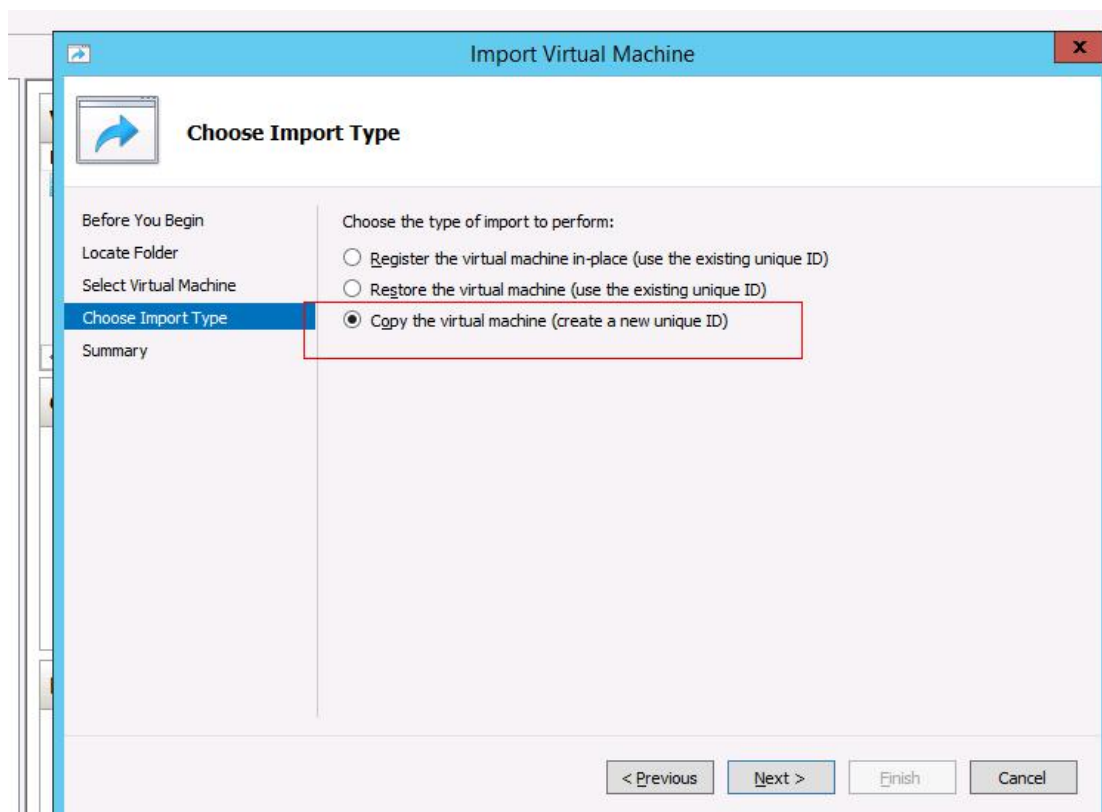 Import Virtual Machine
x
Choose Import Type
Before You Begin
Locate Folder
Select Virtual Machine
Choose Import Type
Summary
Choose the type of import to perform:
Register the virtual machine in-place (use the existing unique ID)
Restore the virtual machine (use the existing unique ID)
Copy the virtual machine (create a new unique ID)
< Previous
Next >
Finish
Cancel